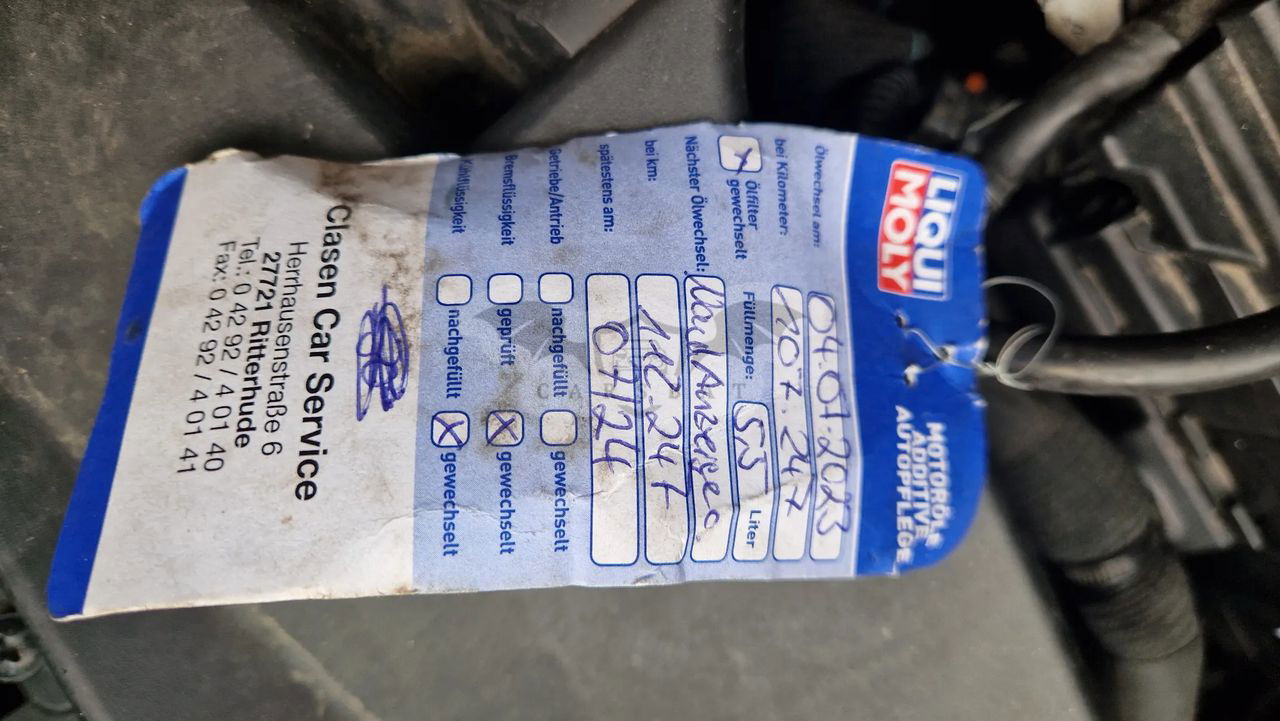 LIQUI
MOLY
MOTORÖLE
ADDITIVE
AUTOPFLEGE
Ölwechsel am: 04.07.2023
bei Kilometer: 107.247
X Ölfilter gewechselt Füllmenge: 5,5 Liter
Nächster Ölwechsel: Nach Anzeige o.
bei km: 112.247
spätestens am: 07/24
Getriebe/Antrieb nachgefüllt gewechselt
Bremsflüssigkeit geprüft X gewechselt
Kühlflüssigkeit nachgefüllt X gewechselt
Clasen Car Service
Herrhausenstraße 6
27721 Ritterhude
Tel.: 0 42 92 / 4 01 40
Fax: 0 42 92 / 4 01 41